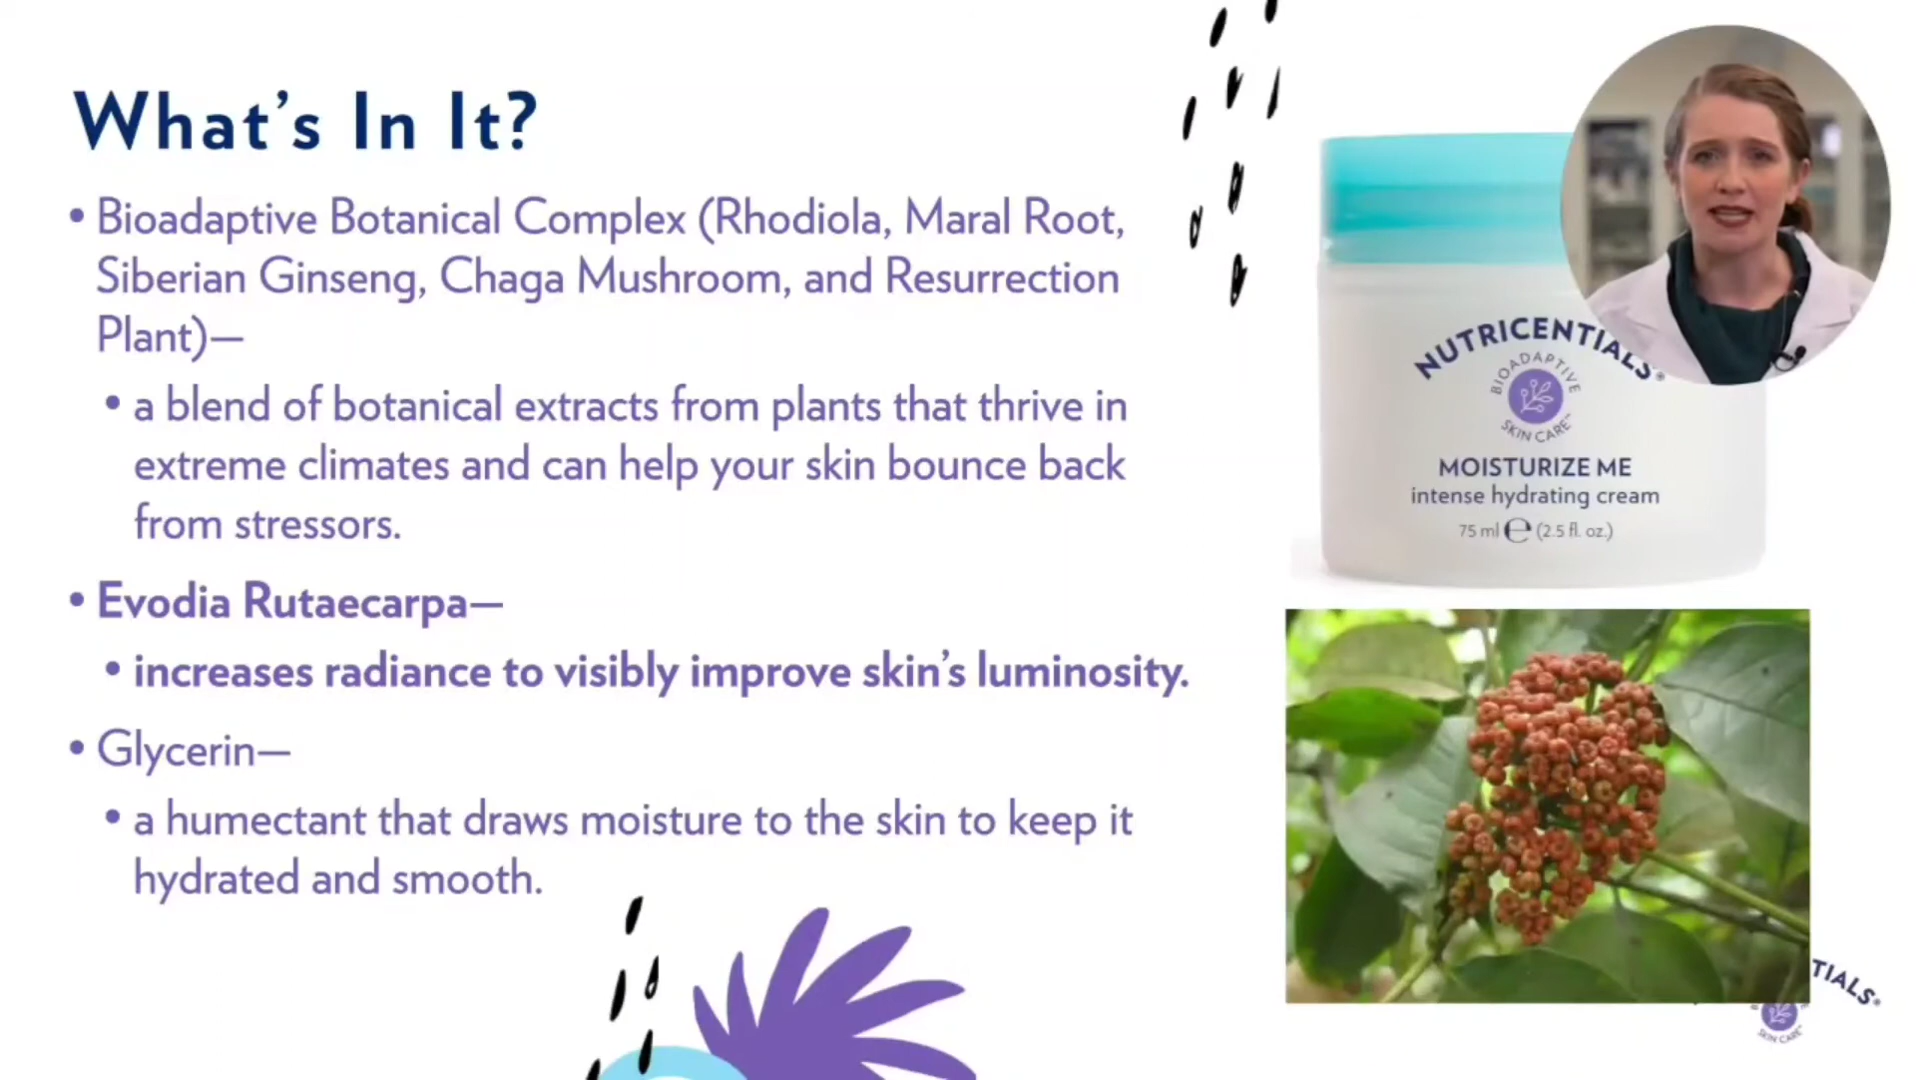 What's In It?
• Bioadaptive Botanical Complex (Rhodiola, Maral Root,
Siberian Ginseng, Chaga Mushroom, and Resurrection
Plant)—
• a blend of botanical extracts from plants that thrive in
extreme climates and can help your skin bounce back
from stressors.
• Evodia Rutaecarpa—
• increases radiance to visibly improve skin's luminosity.
• Glycerin—
• a humectant that draws moisture to the skin to keep it
hydrated and smooth.
NUTRICENTIALS®
BIOADAPTIVE
SKIN CARE™
MOISTURIZE ME
intense hydrating cream
75 ml ℮ (2.5 fl. oz.)
TIALS®
SKIN CARE™